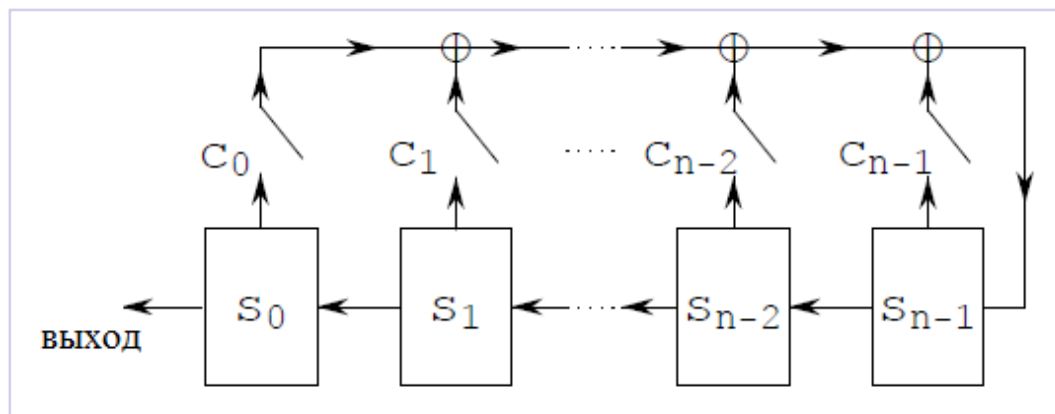 C₀ C₁ ..... Cₙ₋₂ Cₙ₋₁
S₀ S₁ Sₙ₋₂ Sₙ₋₁
выход